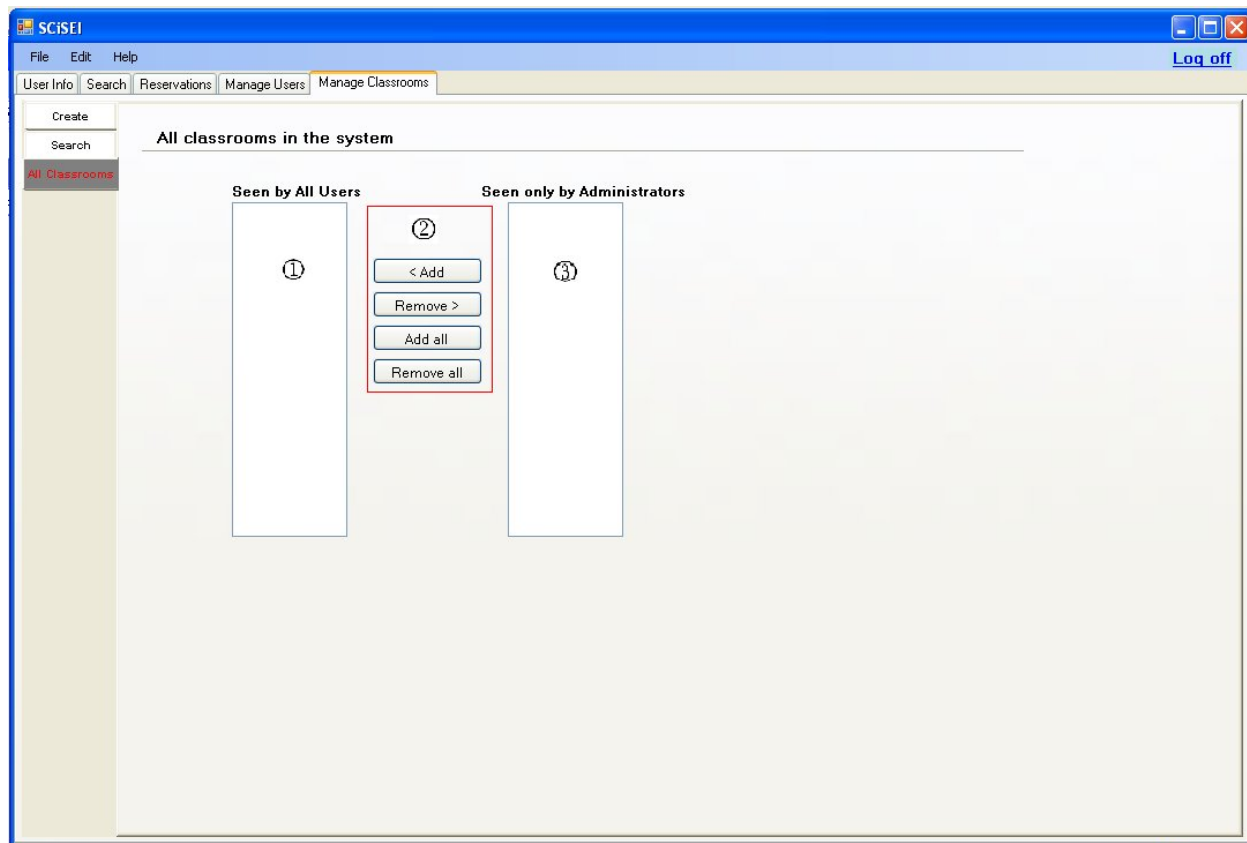 SCiSEI
File Edit Help
Log off
User Info Search Reservations Manage Users Manage Classrooms
Create
Search
All Classrooms
All classrooms in the system
Seen by All Users
Seen only by Administrators
①
②
< Add
Remove >
Add all
Remove all
③